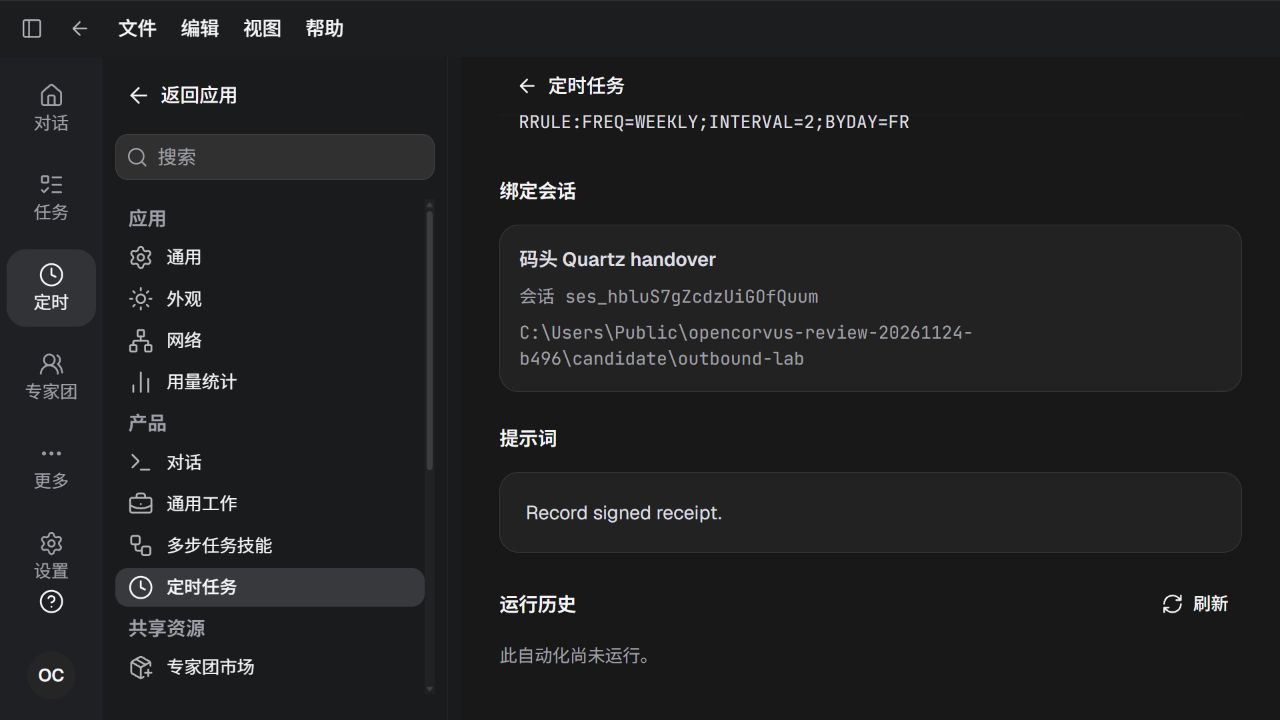 文件 编辑 视图 帮助
对话
任务
定时
专家团
更多
设置
OC
返回应用
搜索
应用
通用
外观
网络
用量统计
产品
对话
通用工作
多步任务技能
定时任务
共享资源
专家团市场
定时任务
RRULE:FREQ=WEEKLY;INTERVAL=2;BYDAY=FR
绑定会话
码头 Quartz handover
会话 ses_hbluS7gZcdzUiGOfQuum
C:\Users\Public\opencorvus-review-20261124-
b496\candidate\outbound-lab
提示词
Record signed receipt.
运行历史
刷新
此自动化尚未运行。